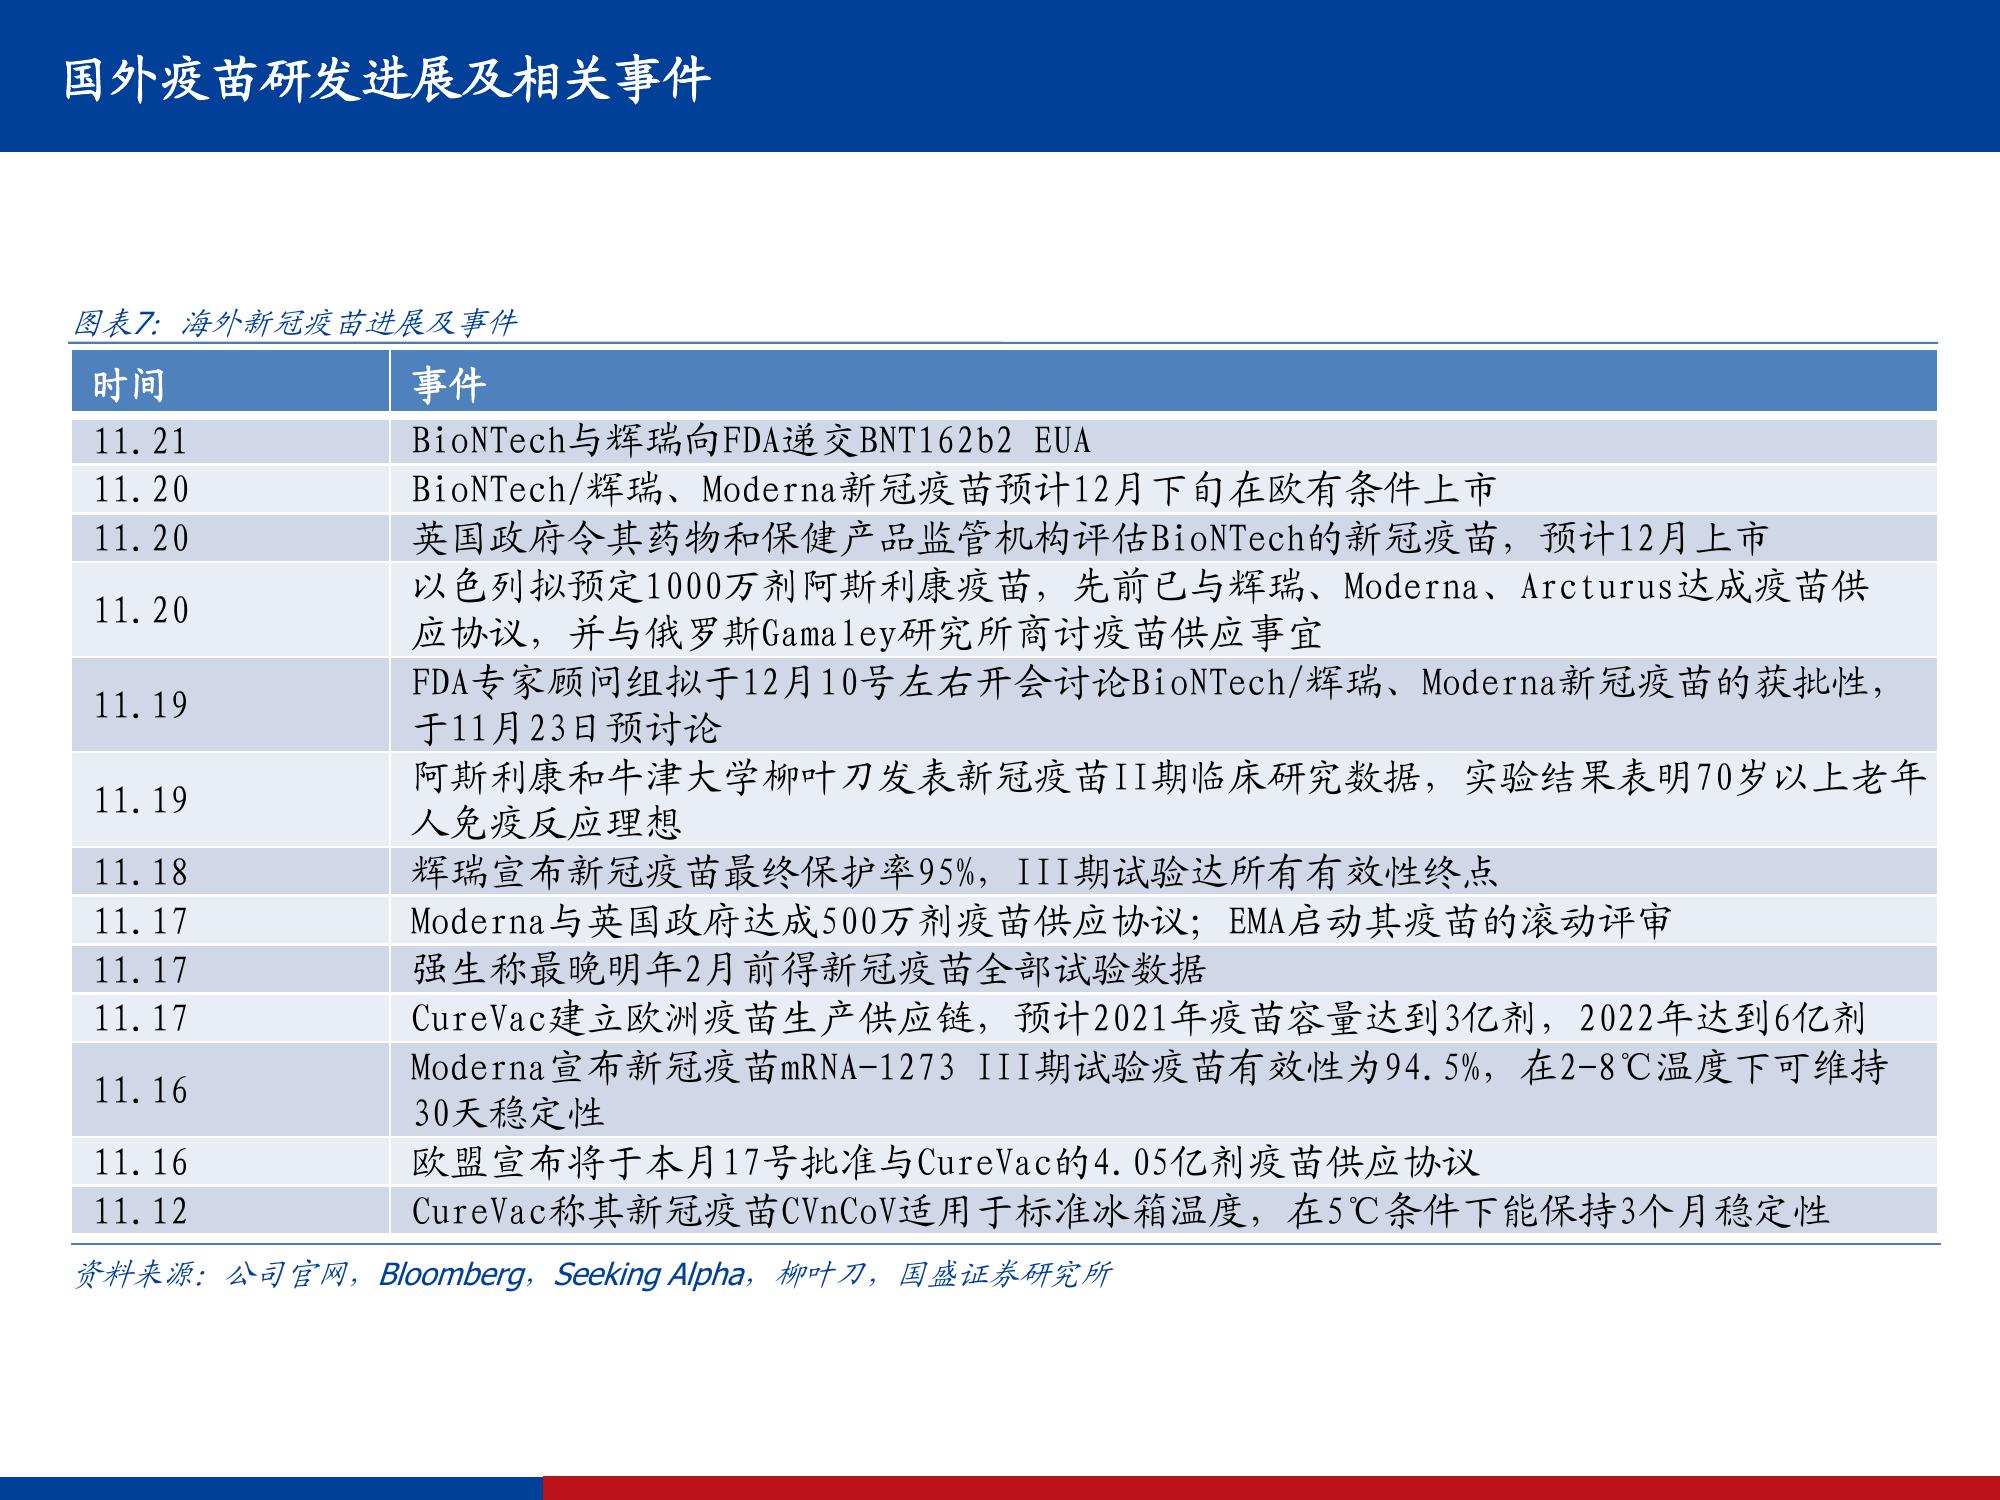 国外疫苗研发进展及相关事件
图表7：海外新冠疫苗进展及事件
时间 事件
11.21 BioNTech与辉瑞向FDA递交BNT162b2 EUA
11.20 BioNTech/辉瑞、Moderna新冠疫苗预计12月下旬在欧有条件上市
11.20 英国政府令其药物和保健产品监管机构评估BioNTech的新冠疫苗，预计12月上市
11.20 以色列拟预定1000万剂阿斯利康疫苗，先前已与辉瑞、Moderna、Arcturus达成疫苗供
应协议，并与俄罗斯Gamaley研究所商讨疫苗供应事宜
11.19 FDA专家顾问组拟于12月10号左右开会讨论BioNTech/辉瑞、Moderna新冠疫苗的获批性，
于11月23日预讨论
11.19 阿斯利康和牛津大学柳叶刀发表新冠疫苗II期临床研究数据，实验结果表明70岁以上老年
人免疫反应理想
11.18 辉瑞宣布新冠疫苗最终保护率95%，III期试验达所有有效性终点
11.17 Moderna与英国政府达成500万剂疫苗供应协议；EMA启动其疫苗的滚动评审
11.17 强生称最晚明年2月前得新冠疫苗全部试验数据
11.17 CureVac建立欧洲疫苗生产供应链，预计2021年疫苗容量达到3亿剂，2022年达到6亿剂
11.16 Moderna宣布新冠疫苗mRNA-1273 III期试验疫苗有效性为94.5%，在2-8℃温度下可维持
30天稳定性
11.16 欧盟宣布将于本月17号批准与CureVac的4.05亿剂疫苗供应协议
11.12 CureVac称其新冠疫苗CVnCoV适用于标准冰箱温度，在5℃条件下能保持3个月稳定性
资料来源：公司官网，Bloomberg，Seeking Alpha，柳叶刀，国盛证券研究所